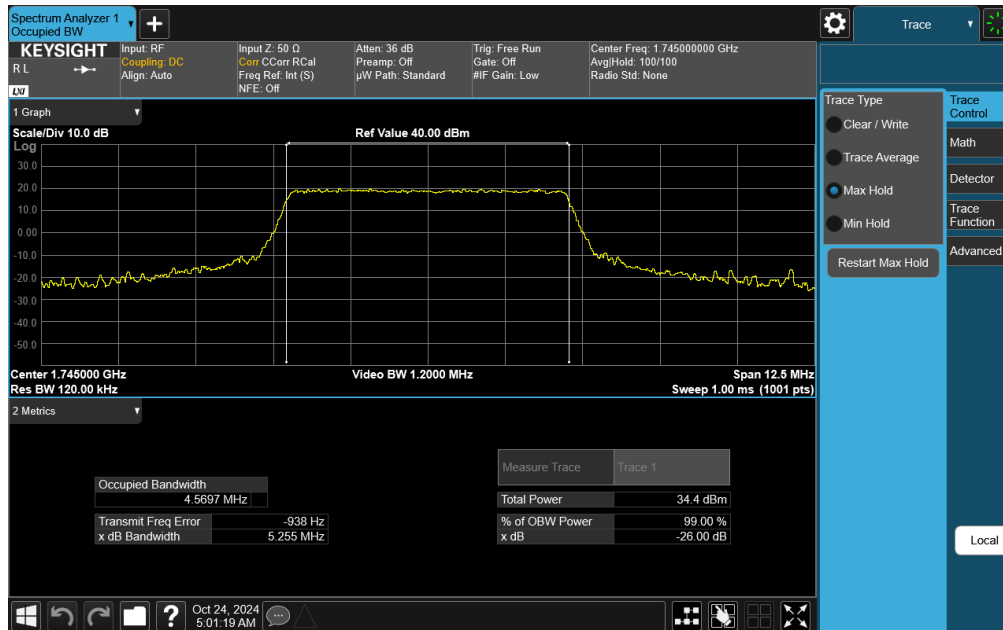 Spectrum Analyzer 1
Occupied BW
Trace
KEYSIGHT
R L
LXI
Input: RF
Coupling: DC
Align: Auto
Input Z: 50 Ω
Corr CCorr RCal
Freq Ref: Int (S)
NFE: Off
Atten: 36 dB
Preamp: Off
µW Path: Standard
Trig: Free Run
Gate: Off
#IF Gain: Low
Center Freq: 1.745000000 GHz
Avg|Hold: 100/100
Radio Std: None
1 Graph
Scale/Div 10.0 dB
Ref Value 40.00 dBm
Log
30.0
20.0
10.0
0.00
-10.0
-20.0
-30.0
-40.0
-50.0
Center 1.745000 GHz
Video BW 1.2000 MHz
Span 12.5 MHz
Res BW 120.00 kHz
Sweep 1.00 ms (1001 pts)
2 Metrics
Measure Trace
Trace 1
Occupied Bandwidth
4.5697 MHz
Total Power
34.4 dBm
Transmit Freq Error
-938 Hz
% of OBW Power
99.00 %
x dB Bandwidth
5.255 MHz
x dB
-26.00 dB
Trace Type
Clear / Write
Trace Average
Max Hold
Min Hold
Restart Max Hold
Trace
Control
Math
Detector
Trace
Function
Advanced
Local
Oct 24, 2024
5:01:19 AM